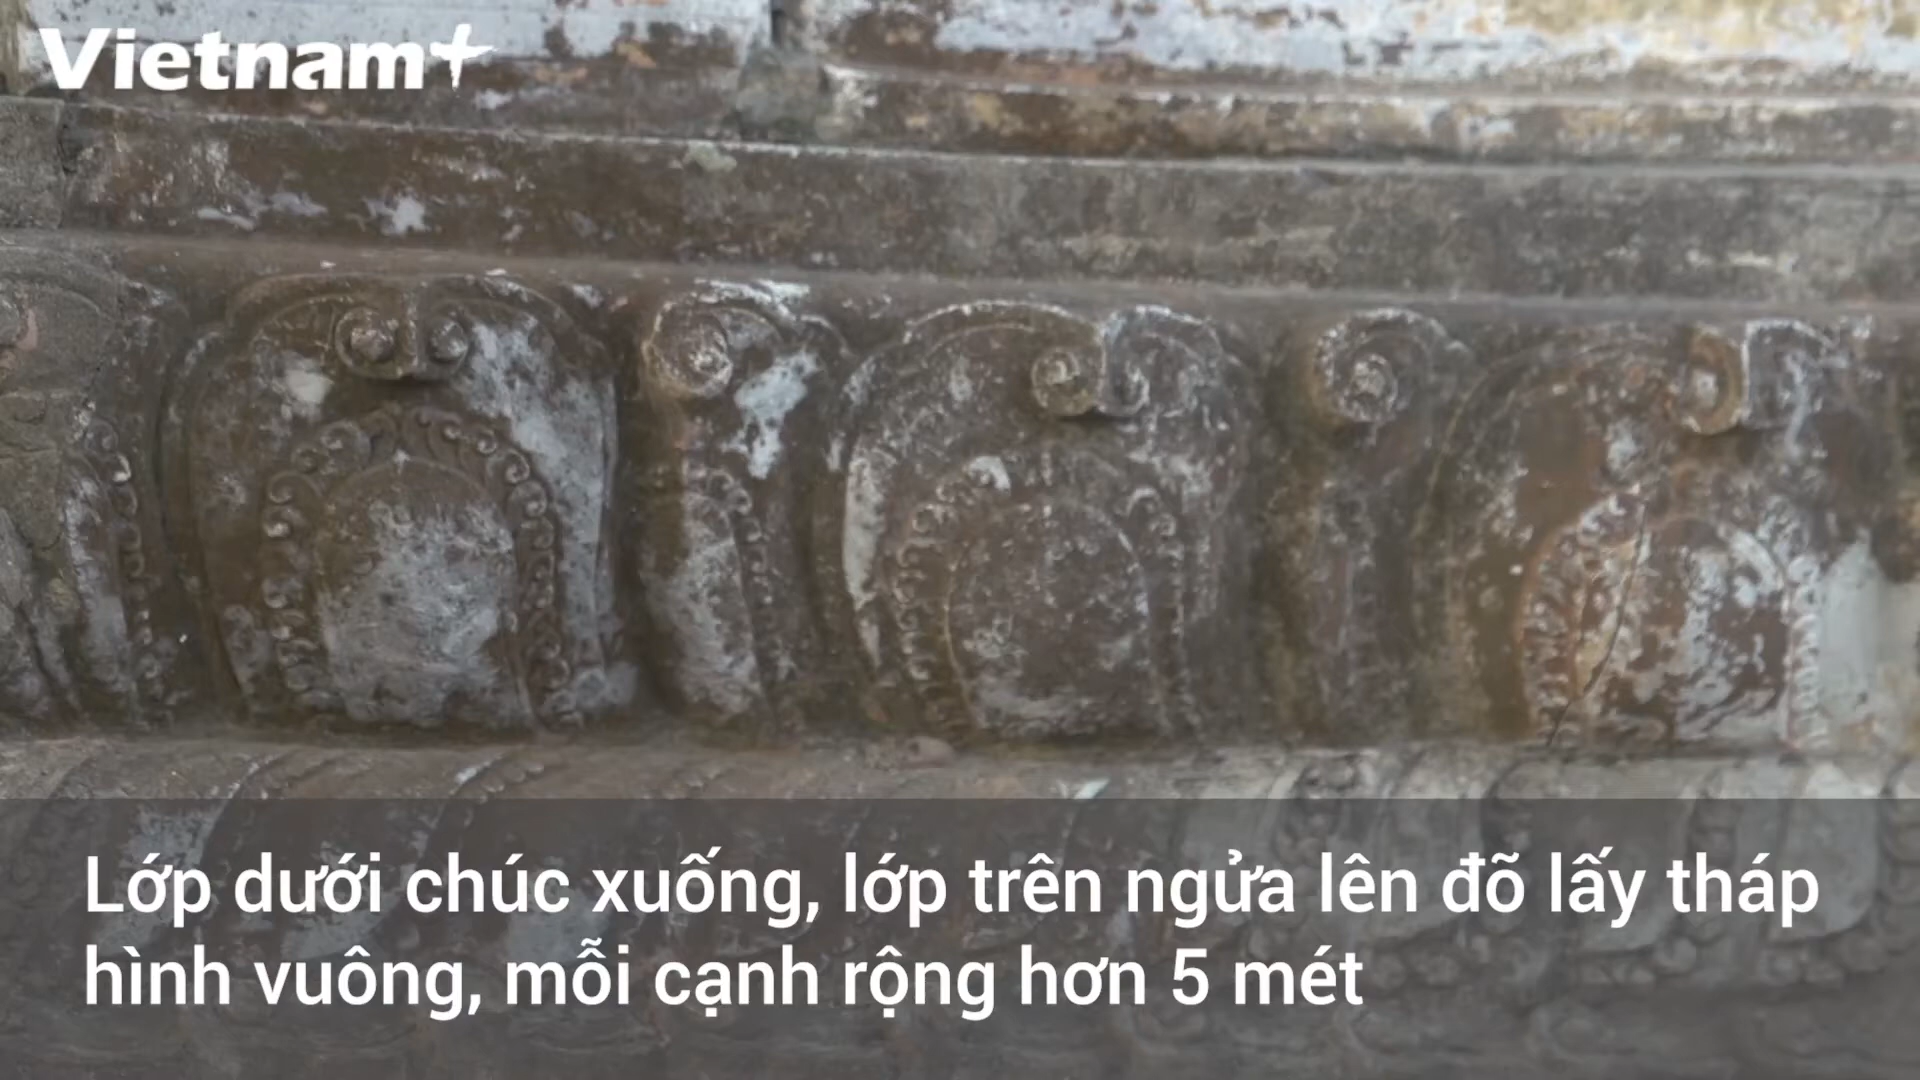 Vietnam+
Lớp dưới chúc xuống, lớp trên ngửa lên đõ lấy tháp
hình vuông, mỗi cạnh rộng hơn 5 mét